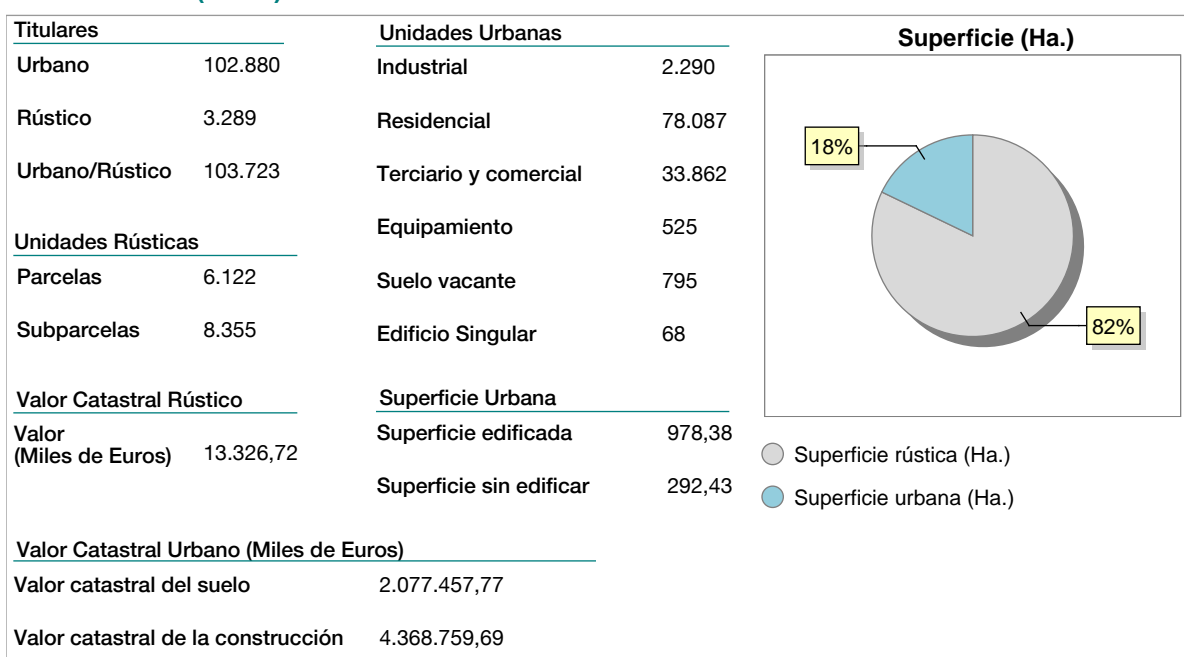 Titulares
Urbano 102.880
Rústico 3.289
Urbano/Rústico 103.723
Unidades Rústicas
Parcelas 6.122
Subparcelas 8.355
Valor Catastral Rústico
Valor
(Miles de Euros) 13.326,72
Unidades Urbanas
Industrial 2.290
Residencial 78.087
Terciario y comercial 33.862
Equipamiento 525
Suelo vacante 795
Edificio Singular 68
Superficie Urbana
Superficie edificada 978,38
Superficie sin edificar 292,43
Valor Catastral Urbano (Miles de Euros)
Valor catastral del suelo 2.077.457,77
Valor catastral de la construcción 4.368.759,69
Superficie (Ha.)
18%
82%
Superficie rústica (Ha.)
Superficie urbana (Ha.)